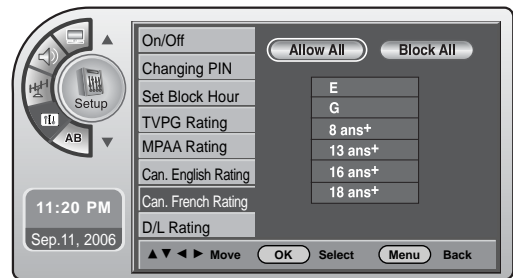 On/Off
Changing PIN
Set Block Hour
TVPG Rating
MPAA Rating
Can. English Rating
Can. French Rating
D/L Rating
Allow All Block All
E
G
8 ans+
13 ans+
16 ans+
18 ans+
Setup
AB
11:20 PM
Sep.11, 2006
▲ ▼ ◄ ► Move OK Select Menu Back